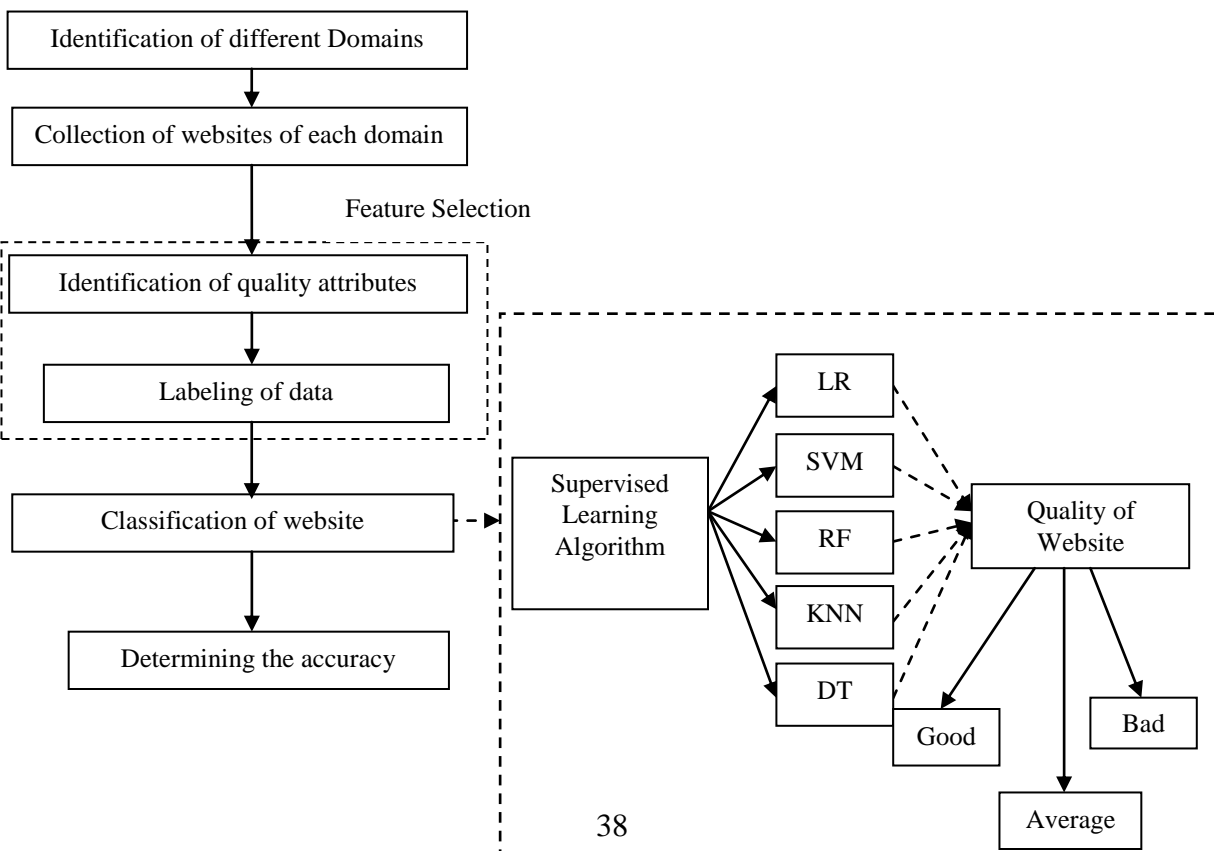 Identification of different Domains
Collection of websites of each domain
Feature Selection
Identification of quality attributes
Labeling of data
Classification of website
Determining the accuracy
Supervised
Learning
Algorithm
LR
SVM
RF
KNN
DT
Quality of
Website
Good
Bad
Average
38